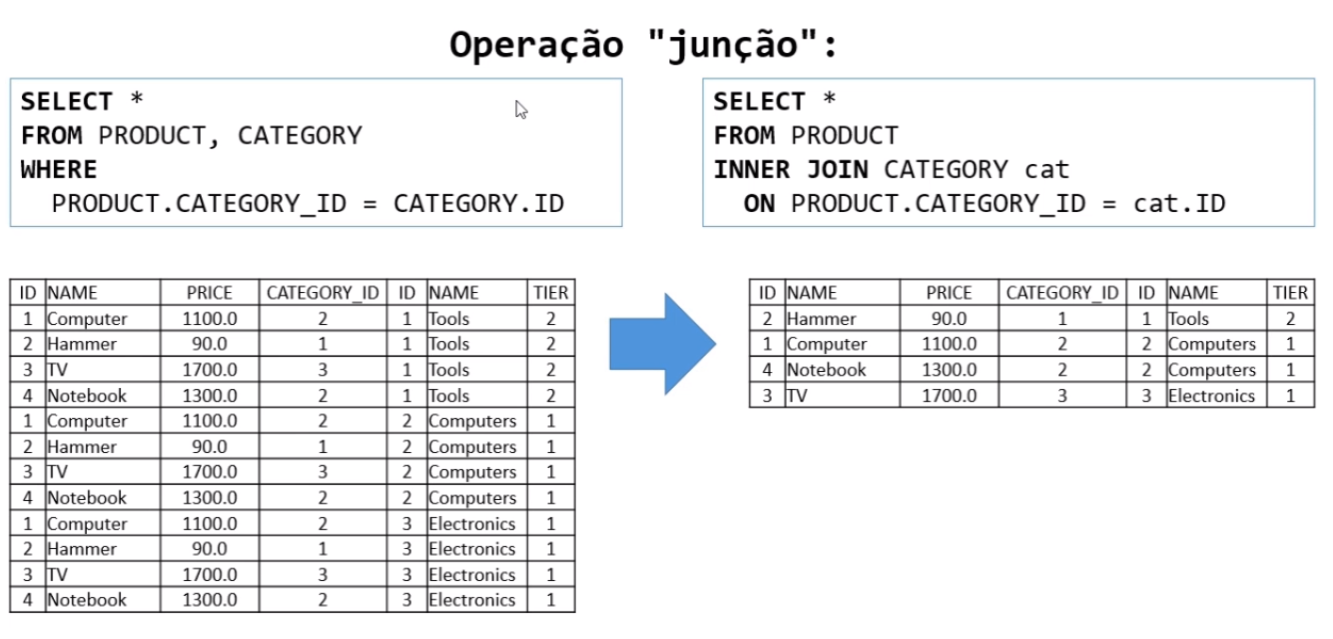 Operação "junção":
SELECT *
FROM PRODUCT, CATEGORY
WHERE
PRODUCT.CATEGORY_ID = CATEGORY.ID
SELECT *
FROM PRODUCT
INNER JOIN CATEGORY cat
ON PRODUCT.CATEGORY_ID = cat.ID
ID NAME PRICE CATEGORY_ID ID NAME TIER
1 Computer 1100.0 2 1 Tools 2
2 Hammer 90.0 1 1 Tools 2
3 TV 1700.0 3 1 Tools 2
4 Notebook 1300.0 2 1 Tools 2
1 Computer 1100.0 2 2 Computers 1
2 Hammer 90.0 1 2 Computers 1
3 TV 1700.0 3 2 Computers 1
4 Notebook 1300.0 2 2 Computers 1
1 Computer 1100.0 2 3 Electronics 1
2 Hammer 90.0 1 3 Electronics 1
3 TV 1700.0 3 3 Electronics 1
4 Notebook 1300.0 2 3 Electronics 1
ID NAME PRICE CATEGORY_ID ID NAME TIER
2 Hammer 90.0 1 1 Tools 2
1 Computer 1100.0 2 2 Computers 1
4 Notebook 1300.0 2 2 Computers 1
3 TV 1700.0 3 3 Electronics 1